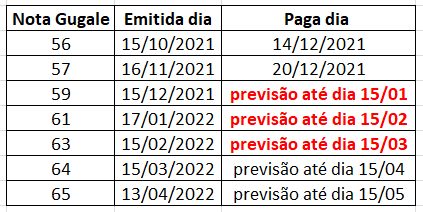 Nota Gugale Emitida dia Paga dia
56 15/10/2021 14/12/2021
57 16/11/2021 20/12/2021
59 15/12/2021 previsão até dia 15/01
61 17/01/2022 previsão até dia 15/02
63 15/02/2022 previsão até dia 15/03
64 15/03/2022 previsão até dia 15/04
65 13/04/2022 previsão até dia 15/05